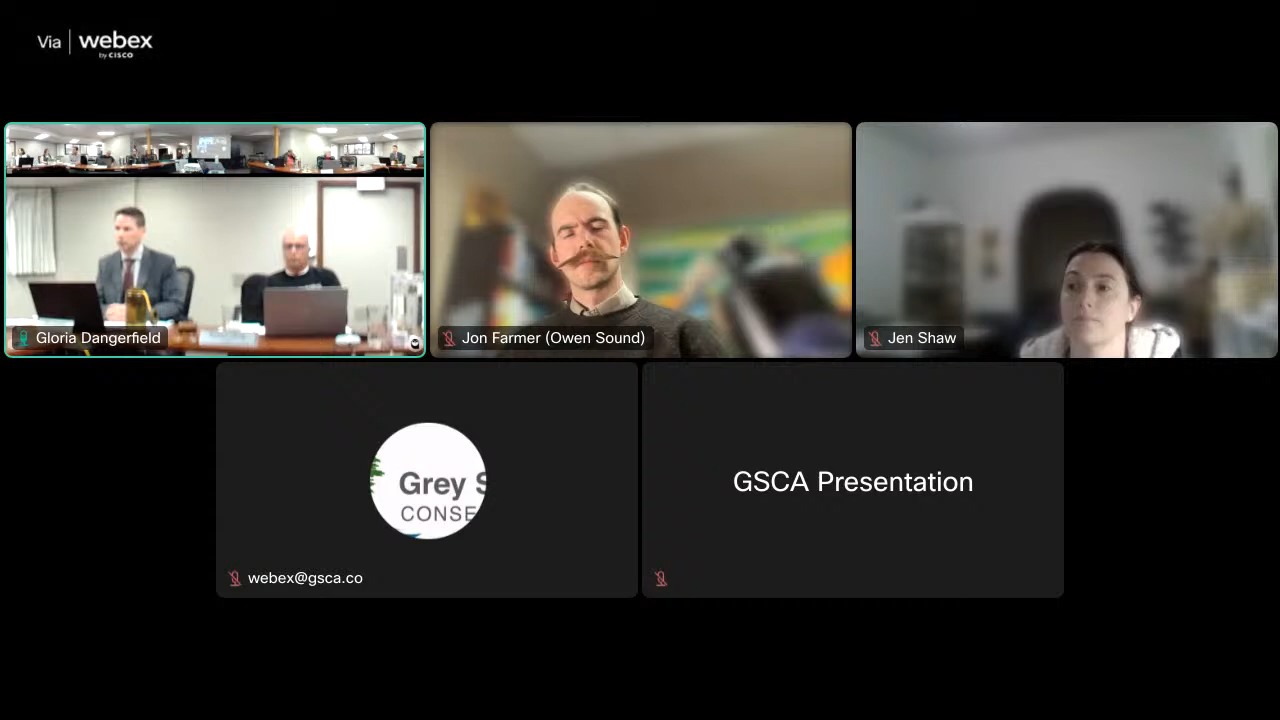 Via webex
by CISCO
Gloria Dangerfield
Jon Farmer (Owen Sound)
Jen Shaw
Grey S
CONSE
webex@gsca.co
GSCA Presentation